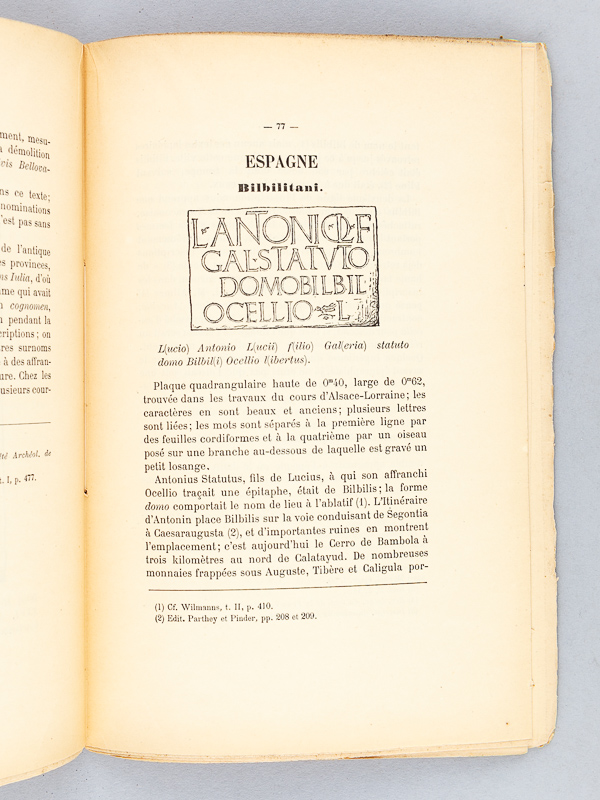 ment, mesu-
démolition
vis Bellova-
ns ce texte;
nominations
'est pas sans
de l'antique
s provinces,
ns Iulia, d'où
me qui avait
cognomen,
pendant la
criptions; on
res surnoms
à des affran-
ure. Chez les
usieurs cour-
té Archéol. de
t. I, p. 477.
— 77 —
ESPAGNE
Bilbilitani.
L ANTONIO L F
GAL STATVTO
DOMO BILBIL
OCELLIO L
L(ucio) Antonio L(ucii) f(ilio) Gal(eria) statuto
domo Bilbil(i) Ocellio l(ibertus).
Plaque quadrangulaire haute de 0m40, large de 0m62,
trouvée dans les travaux du cours d'Alsace-Lorraine; les
caractères en sont beaux et anciens; plusieurs lettres
sont liées; les mots sont séparés à la première ligne par
des feuilles cordiformes et à la quatrième par un oiseau
posé sur une branche au-dessous de laquelle est gravé un
petit losange.
Antonius Statutus, fils de Lucius, à qui son affranchi
Ocellio traçait une épitaphe, était de Bilbilis; la forme
domo comportait le nom de lieu à l'ablatif (1). L'Itinéraire
d'Antonin place Bilbilis sur la voie conduisant de Segontia
à Caesaraugusta (2), et d'importantes ruines en montrent
l'emplacement; c'est aujourd'hui le Cerro de Bambola à
trois kilomètres au nord de Calatayud. De nombreuses
monnaies frappées sous Auguste, Tibère et Caligula por-
(1) Cf. Wilmanns, t. II, p. 410.
(2) Edit. Parthey et Pinder, pp. 208 et 209.